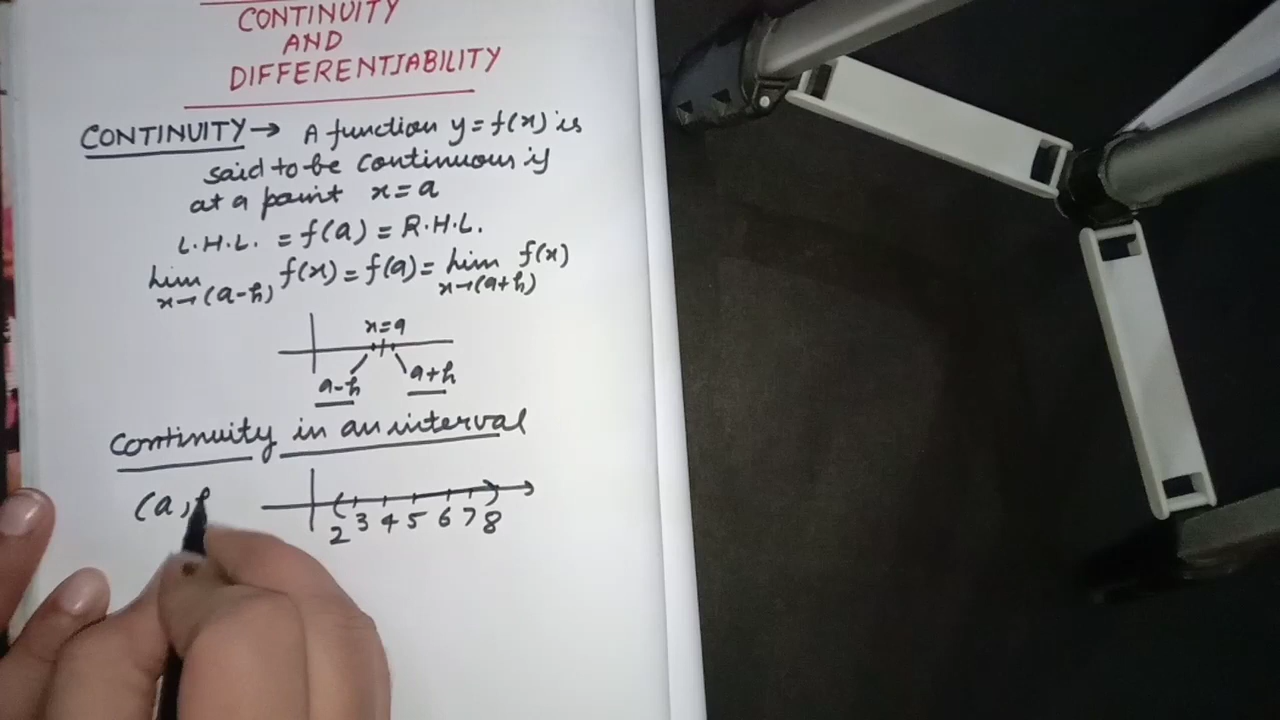 CONTINUITY
AND
DIFFERENTIABILITY
CONTINUITY → A function y = f(x) is
said to be continuous if
at a point x = a
L.H.L. = f(a) = R.H.L.
lim x→(a-h) f(x) = f(a) = lim x→(a+h) f(x)
x=a
a-h a+h
Continuity in an interval
(a,
2 3 4 5 6 7 8